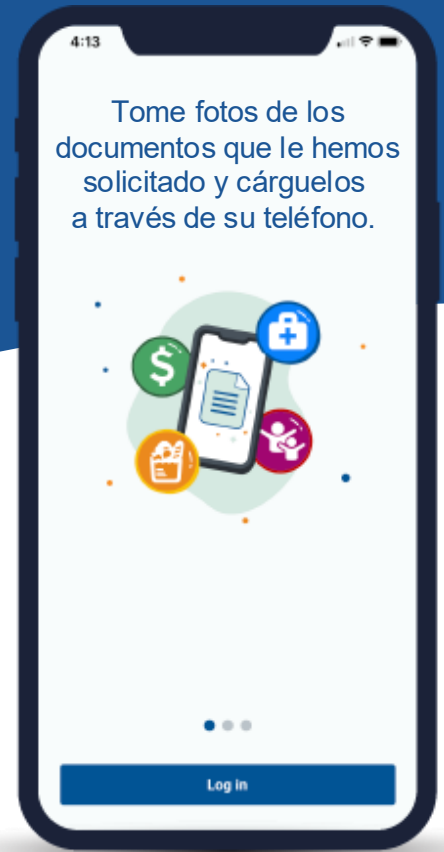 4:13
Tome fotos de los
documentos que le hemos
solicitado y cárguelos
a través de su teléfono.
$
Log in